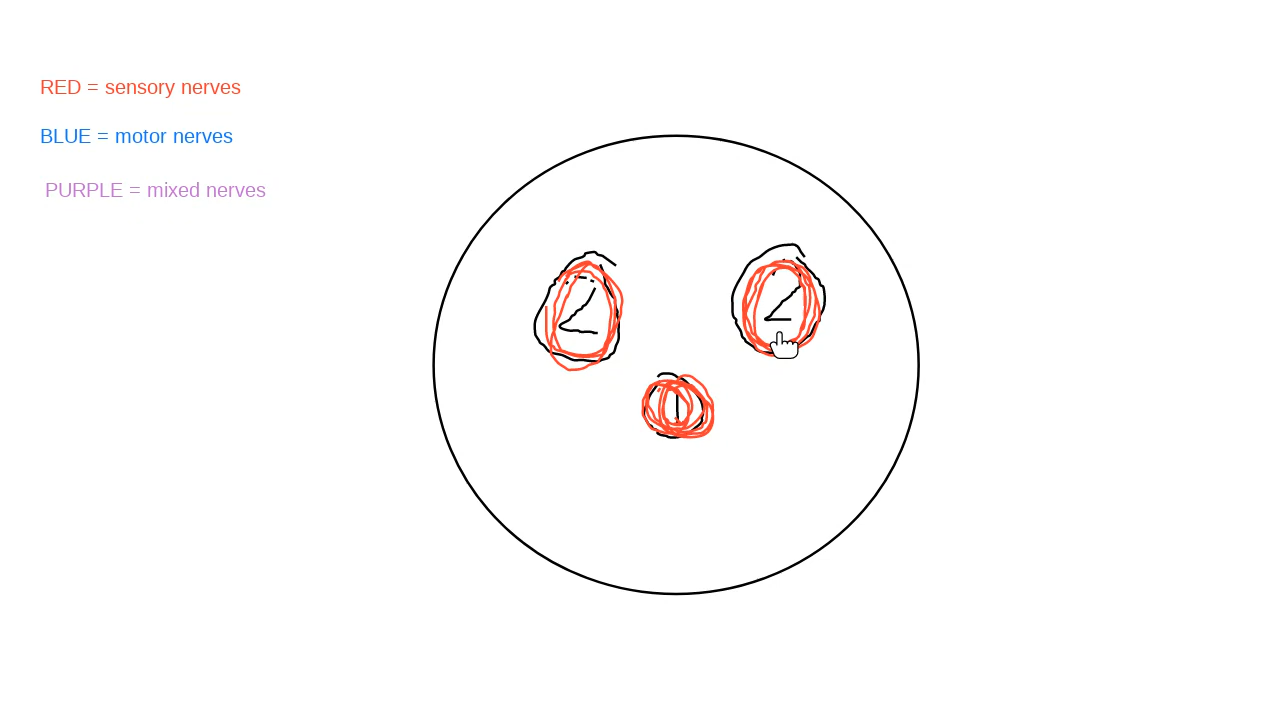 RED = sensory nerves
BLUE = motor nerves
PURPLE = mixed nerves
2 2
1